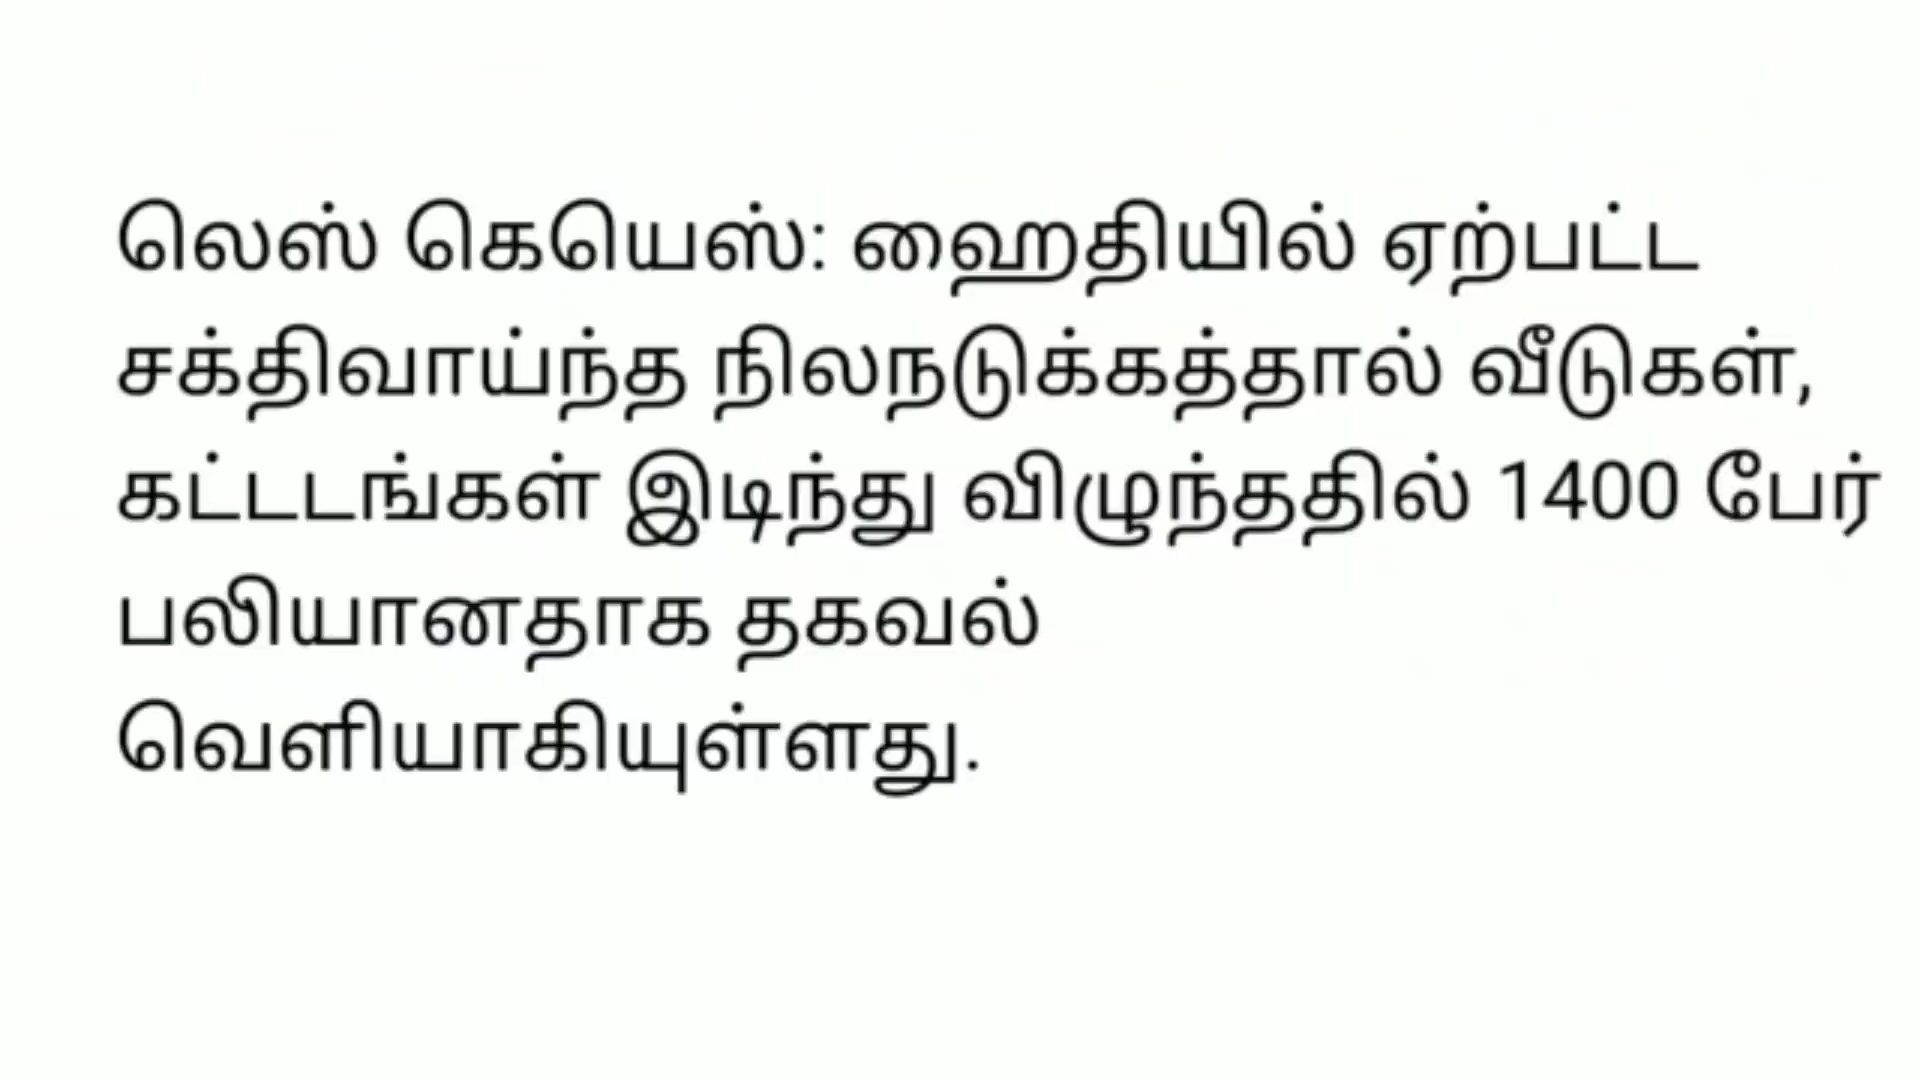 லெஸ் கெயெஸ்: ஹைதியில் ஏற்பட்ட
சக்திவாய்ந்த நிலநடுக்கத்தால் வீடுகள்,
கட்டடங்கள் இடிந்து விழுந்ததில் 1400 பேர்
பலியானதாக தகவல்
வெளியாகியுள்ளது.